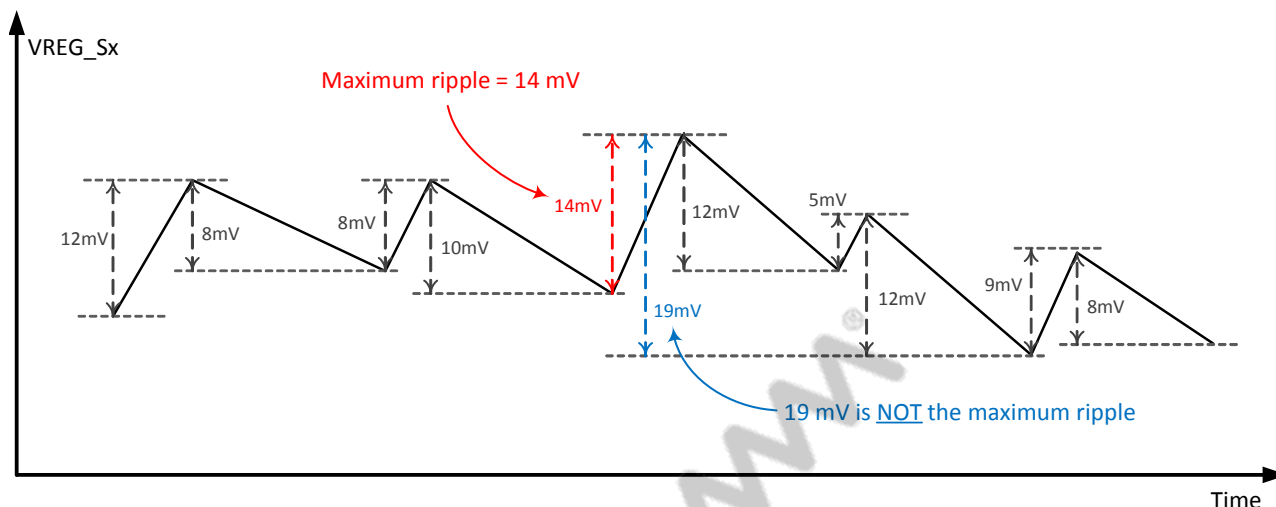 VREG_Sx
Maximum ripple = 14 mV
12mV
8mV
8mV
10mV
14mV
19mV
12mV
5mV
12mV
9mV
8mV
19 mV is NOT the maximum ripple
Time